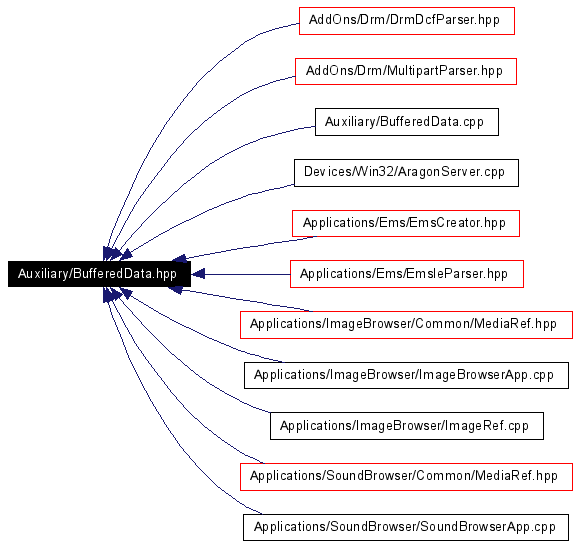 AddOns/Drm/DrmDcfParser.hpp
AddOns/Drm/MultipartParser.hpp
Auxiliary/BufferedData.cpp
Devices/Win32/AragonServer.cpp
Applications/Ems/EmsCreator.hpp
Auxiliary/BufferedData.hpp
Applications/Ems/EmsleParser.hpp
Applications/ImageBrowser/Common/MediaRef.hpp
Applications/ImageBrowser/ImageBrowserApp.cpp
Applications/ImageBrowser/ImageRef.cpp
Applications/SoundBrowser/Common/MediaRef.hpp
Applications/SoundBrowser/SoundBrowserApp.cpp